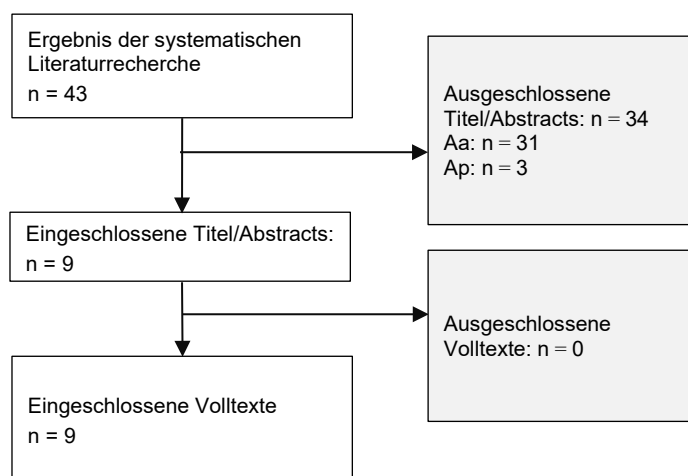 Ergebnis der systematischen
Literaturrecherche
n = 43
Ausgeschlossene
Titel/Abstracts: n = 34
Aa: n = 31
Ap: n = 3
Eingeschlossene Titel/Abstracts:
n = 9
Ausgeschlossene
Volltexte: n = 0
Eingeschlossene Volltexte
n = 9